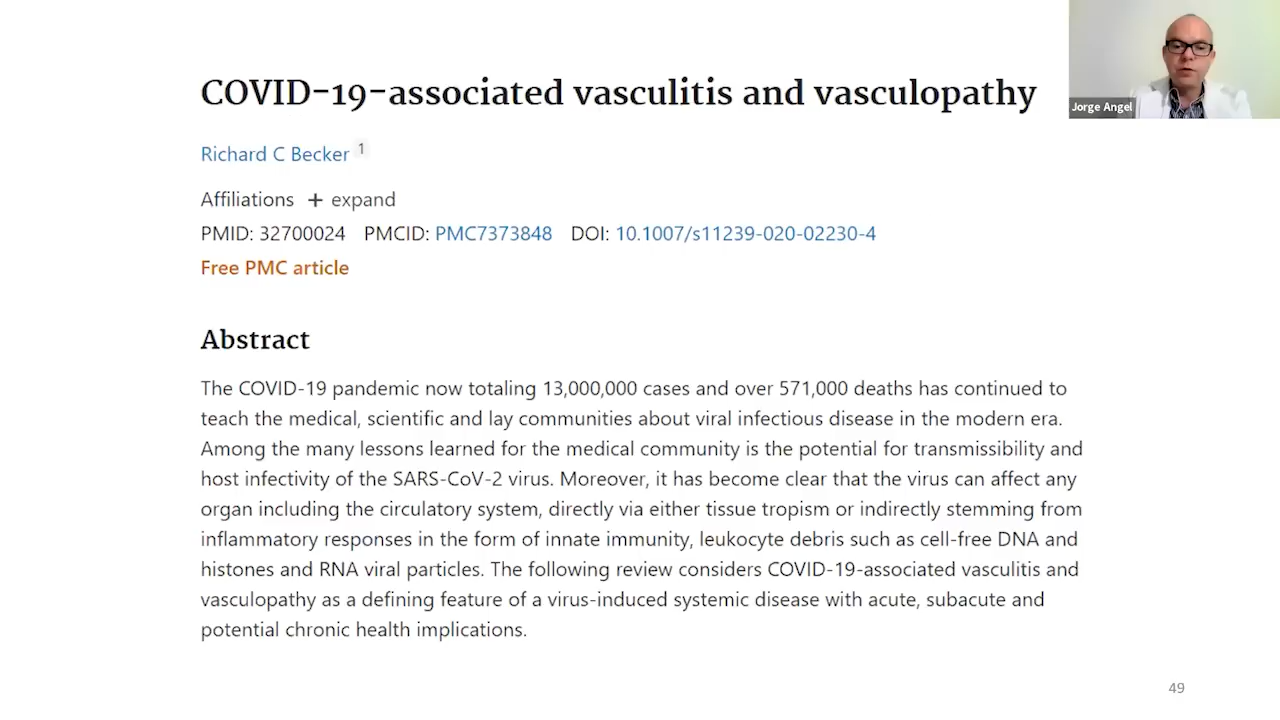 COVID-19-associated vasculitis and vasculopathy
Jorge Angel
Richard C Becker 1
Affiliations + expand
PMID: 32700024 PMCID: PMC7373848 DOI: 10.1007/s11239-020-02230-4
Free PMC article
Abstract
The COVID-19 pandemic now totaling 13,000,000 cases and over 571,000 deaths has continued to
teach the medical, scientific and lay communities about viral infectious disease in the modern era.
Among the many lessons learned for the medical community is the potential for transmissibility and
host infectivity of the SARS-CoV-2 virus. Moreover, it has become clear that the virus can affect any
organ including the circulatory system, directly via either tissue tropism or indirectly stemming from
inflammatory responses in the form of innate immunity, leukocyte debris such as cell-free DNA and
histones and RNA viral particles. The following review considers COVID-19-associated vasculitis and
vasculopathy as a defining feature of a virus-induced systemic disease with acute, subacute and
potential chronic health implications.
49